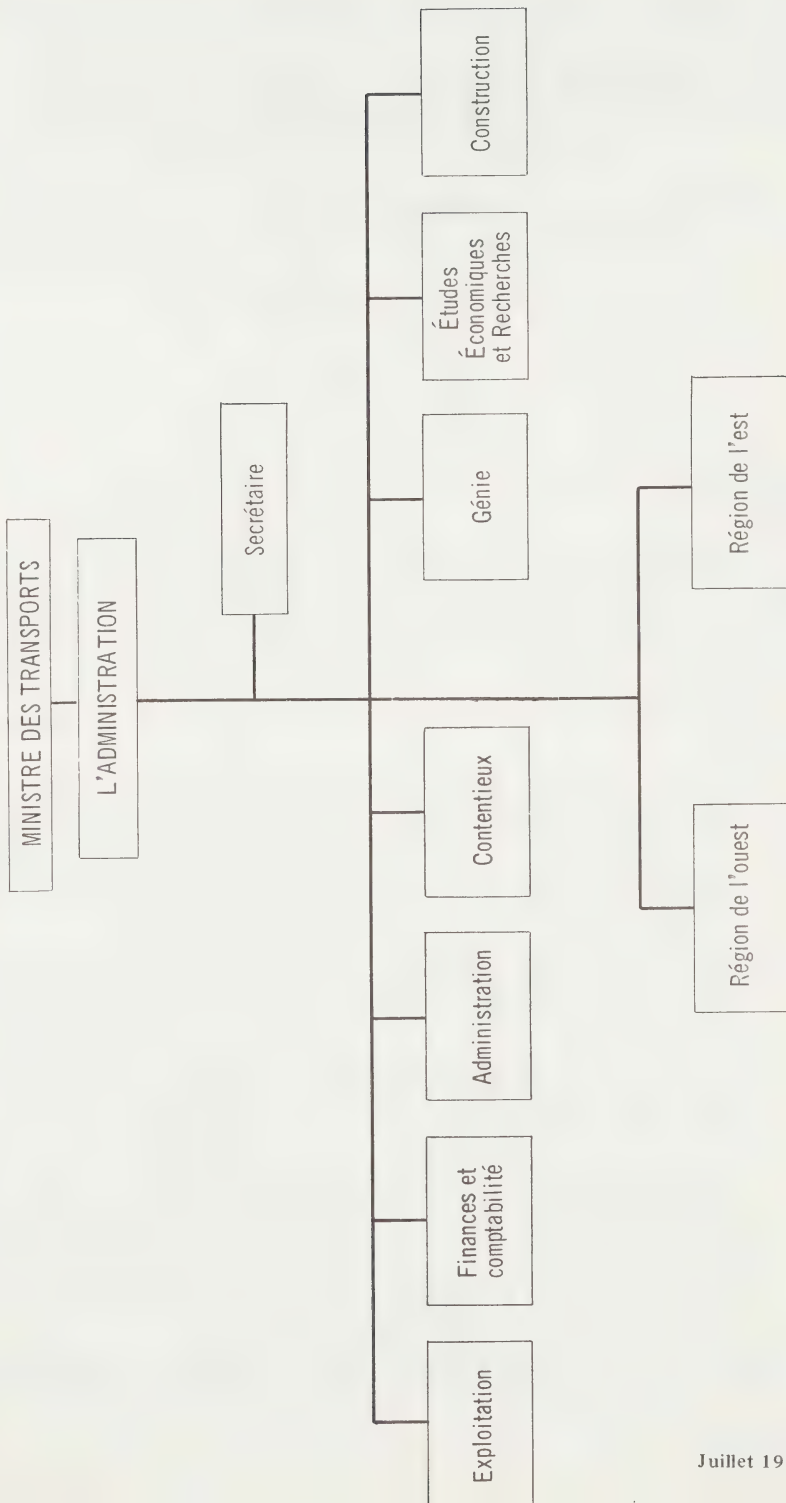 MINISTRE DES TRANSPORTS
L'ADMINISTRATION
Secrétaire
Exploitation
Finances et
comptabilité
Administration
Contentieux
Génie
Études
Économiques
et Recherches
Construction
Région de l'ouest
Région de l'est
Juillet 19